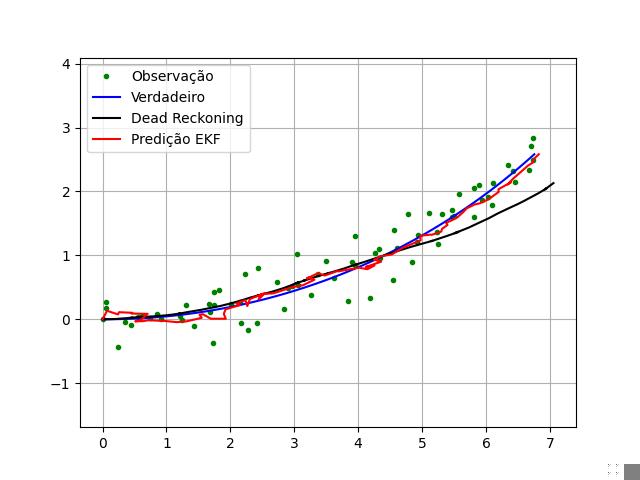 4
3
2
1
0
−1
Observação
Verdadeiro
Dead Reckoning
Predição EKF
0 1 2 3 4 5 6 7